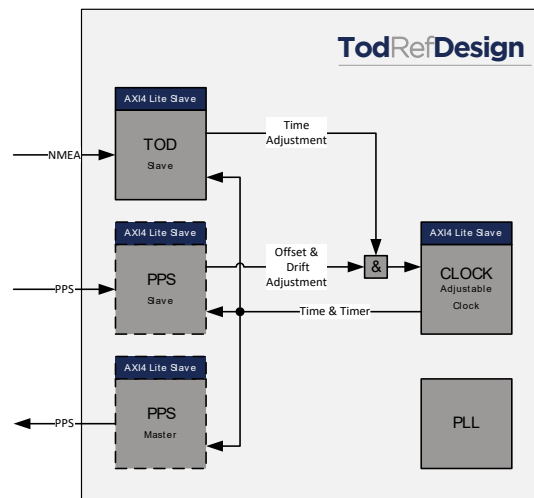 TodRefDesign
AXI4 Lite Slave
TOD
Slave
NMEA
Time
Adjustment
AXI4 Lite Slave
PPS
Slave
PPS
Offset &
Drift
Adjustment
&
AXI4 Lite Slave
CLOCK
Adjustable
Clock
Time & Timer
AXI4 Lite Slave
PPS
Master
PPS
PLL